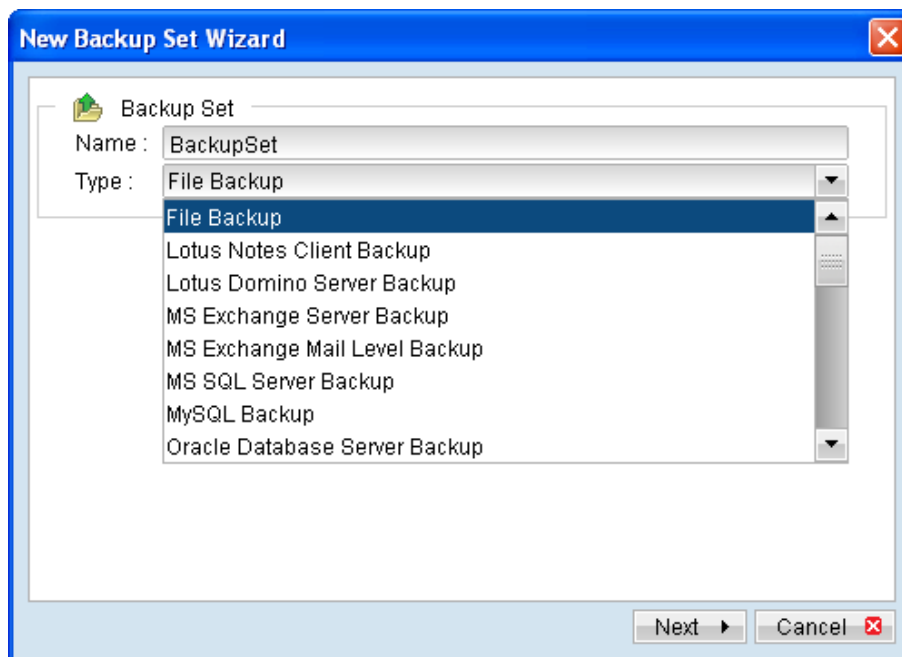 New Backup Set Wizard
Backup Set
Name : BackupSet
Type : File Backup
File Backup
Lotus Notes Client Backup
Lotus Domino Server Backup
MS Exchange Server Backup
MS Exchange Mail Level Backup
MS SQL Server Backup
MySQL Backup
Oracle Database Server Backup
Next Cancel